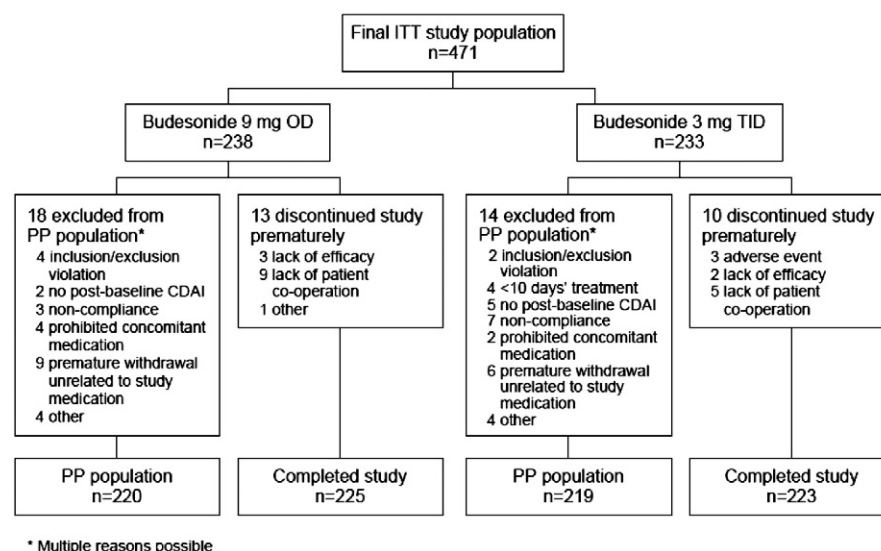 Final ITT study population
n=471
Budesonide 9 mg OD
n=238
Budesonide 3 mg TID
n=233
18 excluded from
PP population*
4 inclusion/exclusion
violation
2 no post-baseline CDAI
3 non-compliance
4 prohibited concomitant
medication
9 premature withdrawal
unrelated to study
medication
4 other
13 discontinued study
prematurely
3 lack of efficacy
9 lack of patient
co-operation
1 other
14 excluded from
PP population*
2 inclusion/exclusion
violation
4 <10 days' treatment
5 no post-baseline CDAI
7 non-compliance
2 prohibited concomitant
medication
6 premature withdrawal
unrelated to study
medication
4 other
10 discontinued study
prematurely
3 adverse event
2 lack of efficacy
5 lack of patient
co-operation
PP population
n=220
Completed study
n=225
PP population
n=219
Completed study
n=223
* Multiple reasons possible